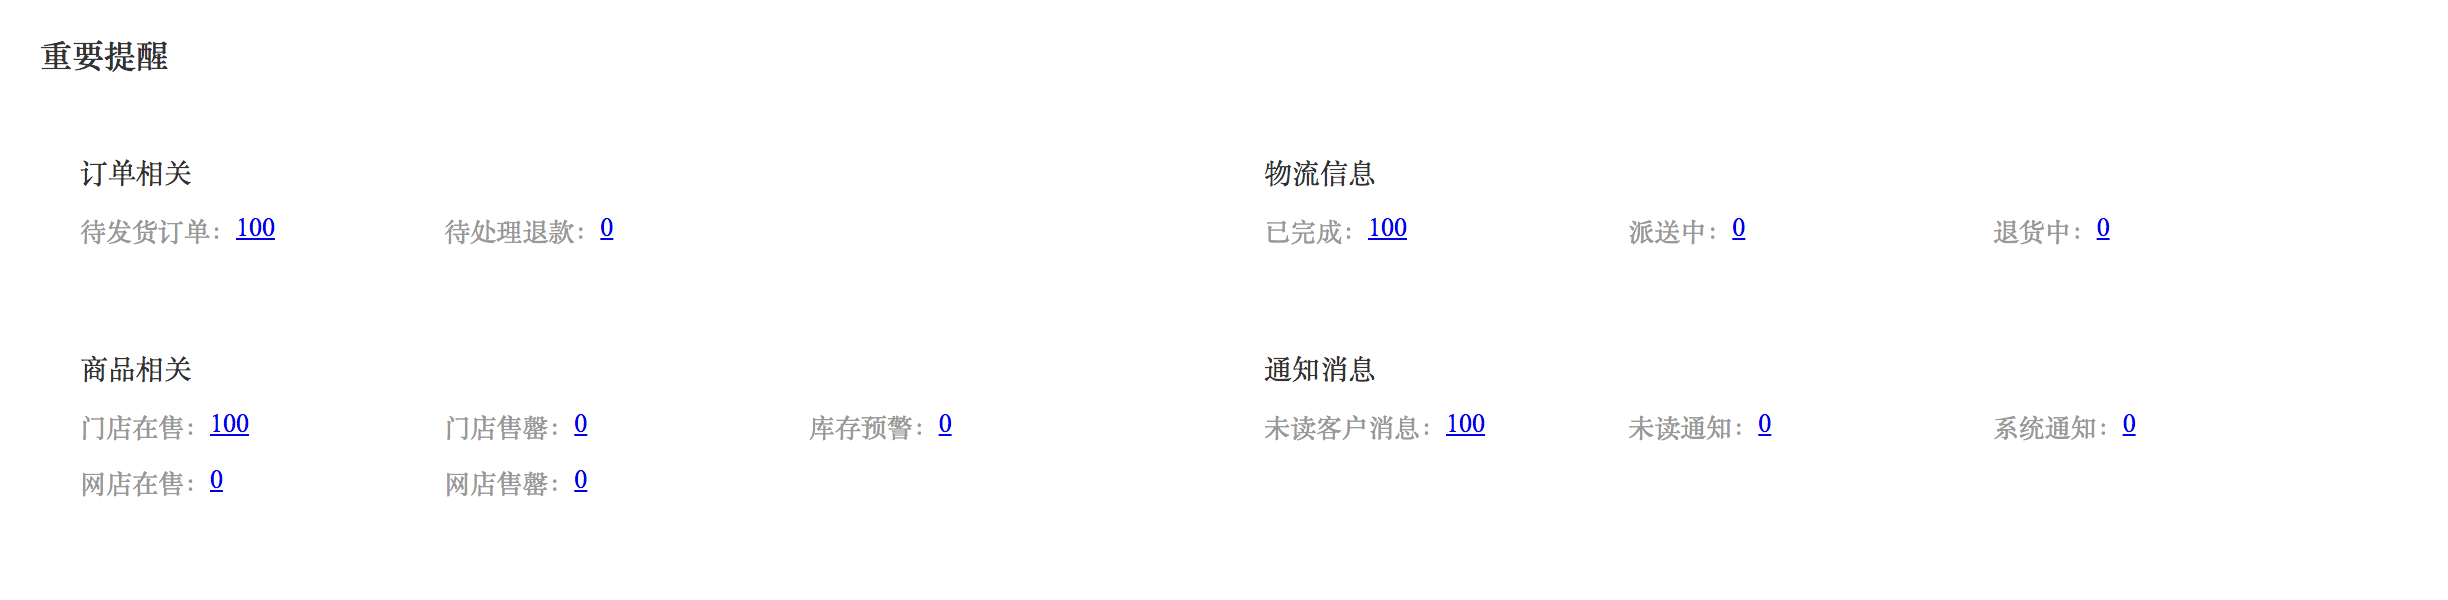 重要提醒
订单相关
待发货订单：100 待处理退款：0
物流信息
已完成：100 派送中：0 退货中：0
商品相关
门店在售：100 门店售罄：0 库存预警：0
网店在售：0 网店售罄：0
通知消息
未读客户消息：100 未读通知：0 系统通知：0